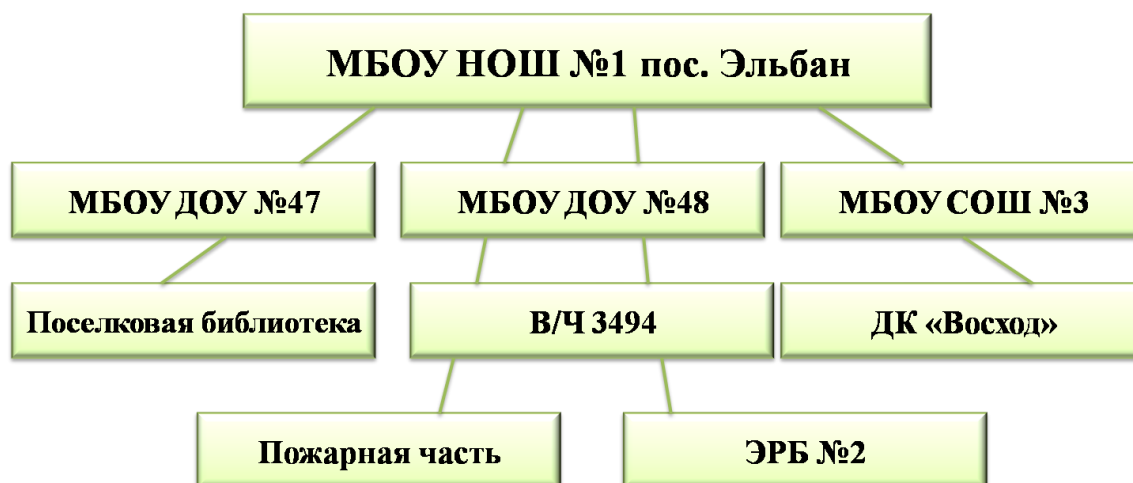 МБОУ НОШ №1 пос. Эльбан
МБОУ ДОУ №47
МБОУ ДОУ №48
МБОУ СОШ №3
Поселковая библиотека
В/Ч 3494
ДК «Восход»
Пожарная часть
ЭРБ №2